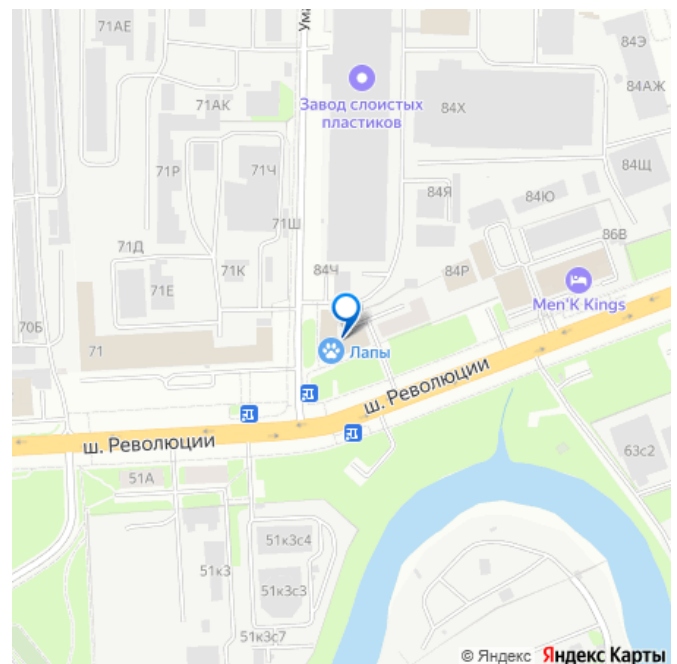 71АЕ
Ума
84Э
84АЖ
Завод слоистых
пластиков
71АК
84Х
71Р
71Ч
84Щ
84Я
84Ю
71Ш
86В
71Д
71К
84Ч
84Р
71Е
Men'K Kings
70Б
71
Лапы
ш. Революции
ш. Революции
51А
63с2
51к3с4
51к3
51к3с3
51к3с7
© Яндекс Яндекс Карты